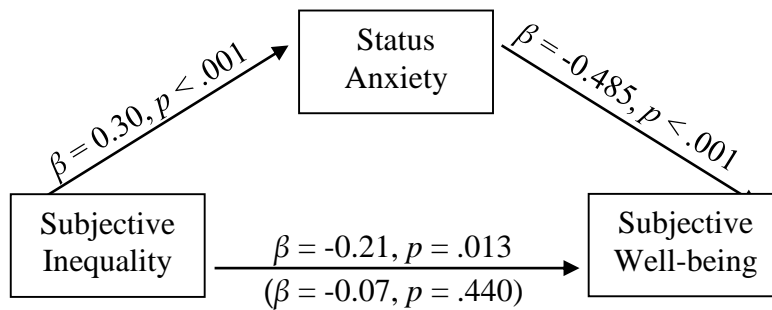 Status
Anxiety
β = 0.30, p < .001
β = -0.485, p < .001
Subjective
Inequality
β = -0.21, p = .013
(β = -0.07, p = .440)
Subjective
Well-being